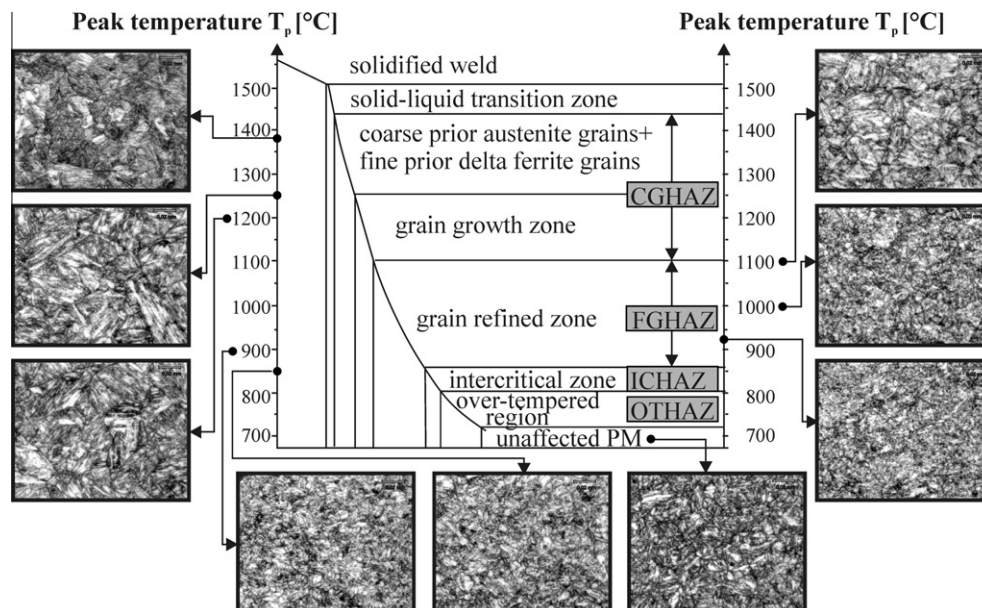 Peak temperature Tp [°C]
Peak temperature Tp [°C]
1500
1400
1300
1200
1100
1000
900
800
700
solidified weld
solid-liquid transition zone
coarse prior austenite grains+
fine prior delta ferrite grains
CGHAZ
grain growth zone
grain refined zone
FGHAZ
intercritical zone
ICHAZ
over-tempered
region
OTHAZ
unaffected PM
1500
1400
1300
1200
1100
1000
900
800
700